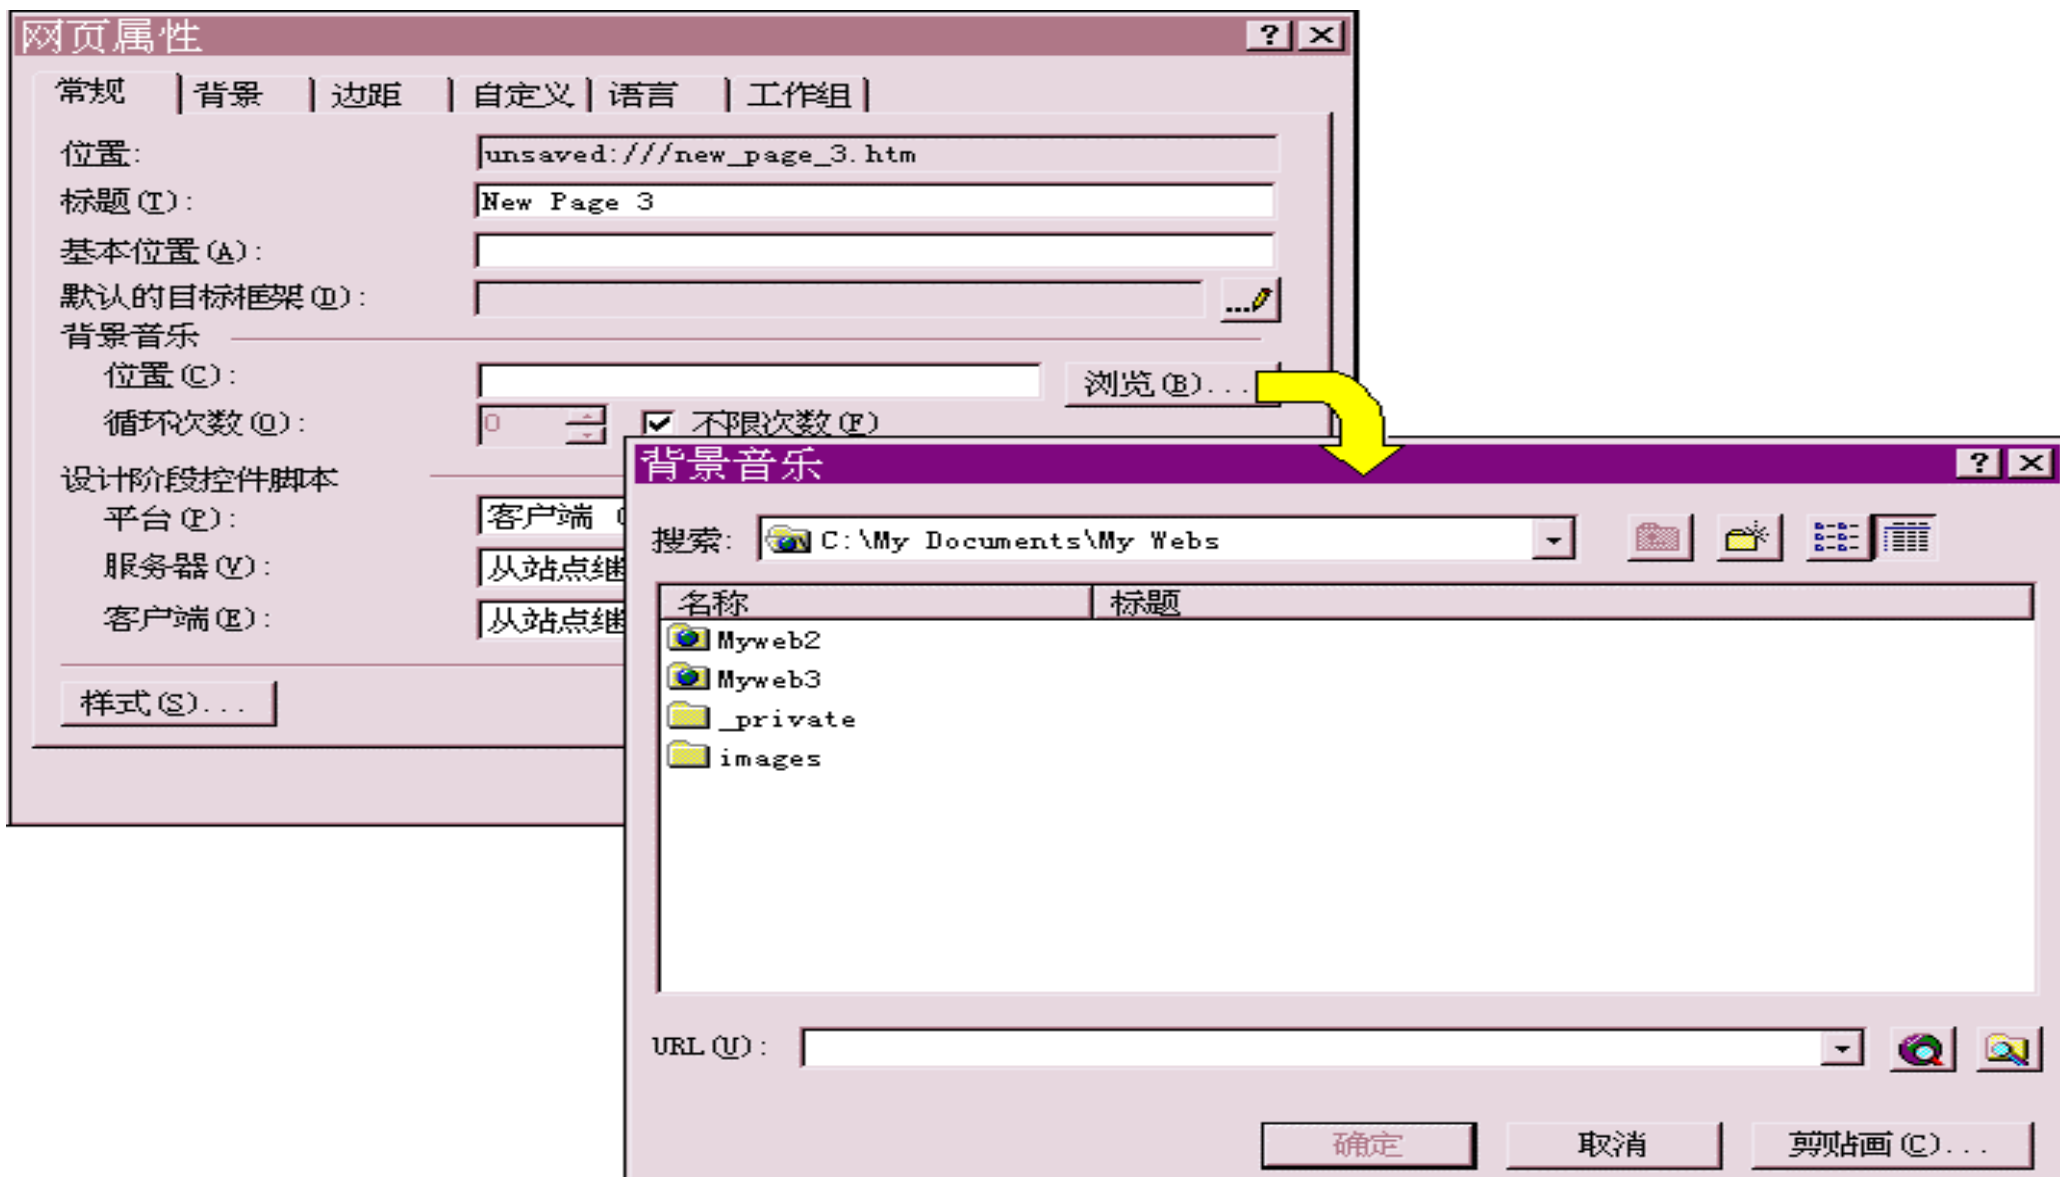 网页属性
常规 背景 边距 自定义 语言 工作组
位置: unsaved:///new_page_3.htm
标题(T): New Page 3
基本位置(A):
默认的目标框架(D):
背景音乐
位置(C): 浏览(B)...
循环次数(O): 0 不限次数(F)
设计阶段控件脚本
平台(P): 客户端
服务器(V): 从站点继
客户端(E): 从站点继
样式(S)...
背景音乐
搜索: C:\My Documents\My Webs
名称 标题
Myweb2
Myweb3
_private
images
URL(U):
确定 取消 剪贴画(C)...